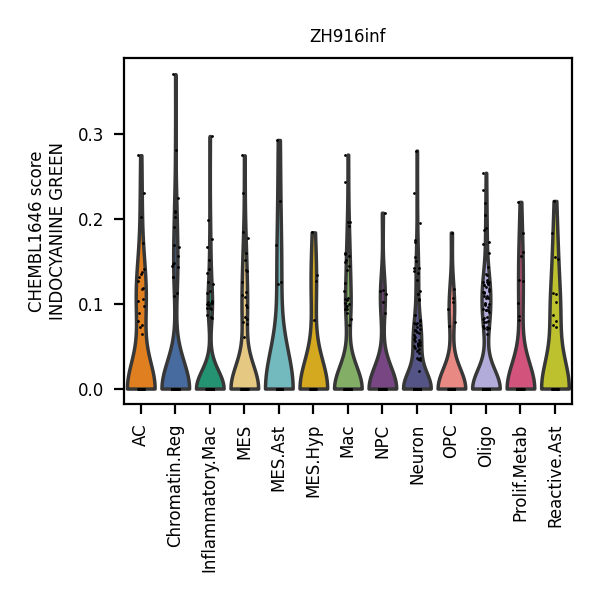 ZH916inf
CHEMBL1646 score
INDOCYANINE GREEN
0.3
0.2
0.1
0.0
AC
Chromatin.Reg
Inflammatory.Mac
MES
MES.Ast
MES.Hyp
Mac
NPC
Neuron
OPC
Oligo
Prolif.Metab
Reactive.Ast